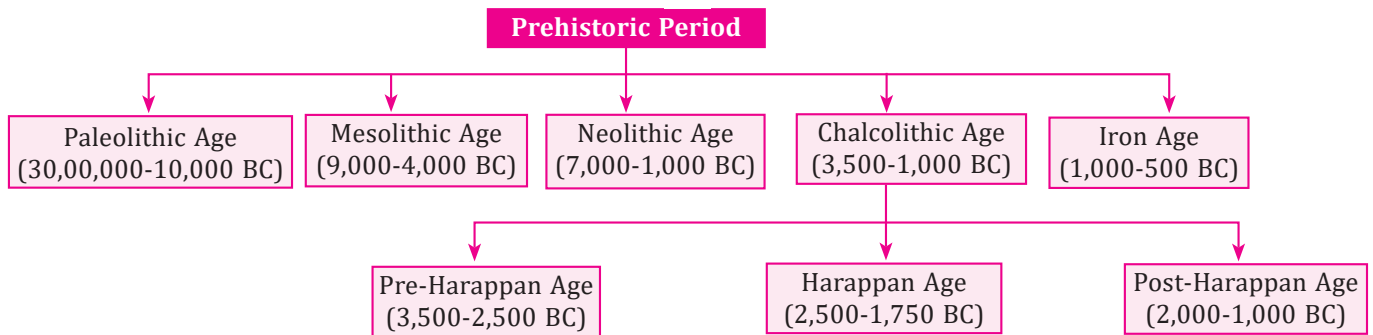 Prehistoric Period
Paleolithic Age
(30,00,000-10,000 BC)
Mesolithic Age
(9,000-4,000 BC)
Neolithic Age
(7,000-1,000 BC)
Chalcolithic Age
(3,500-1,000 BC)
Iron Age
(1,000-500 BC)
Pre-Harappan Age
(3,500-2,500 BC)
Harappan Age
(2,500-1,750 BC)
Post-Harappan Age
(2,000-1,000 BC)